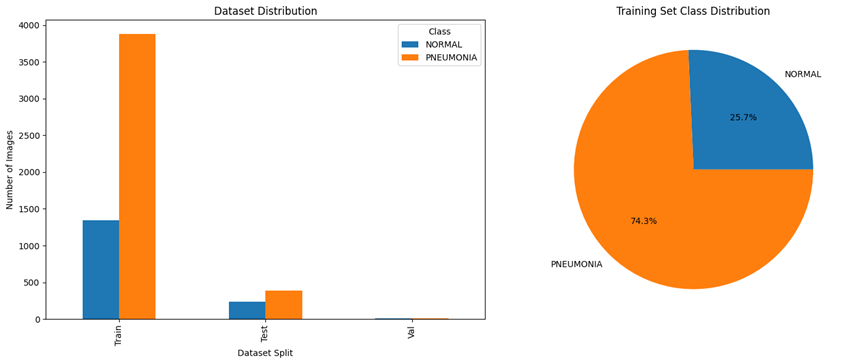 Dataset Distribution
Class
NORMAL
PNEUMONIA
4000
3500
3000
2500
2000
1500
1000
500
0
Number of Images
Train
Test
Val
Dataset Split
Training Set Class Distribution
NORMAL
25.7%
74.3%
PNEUMONIA